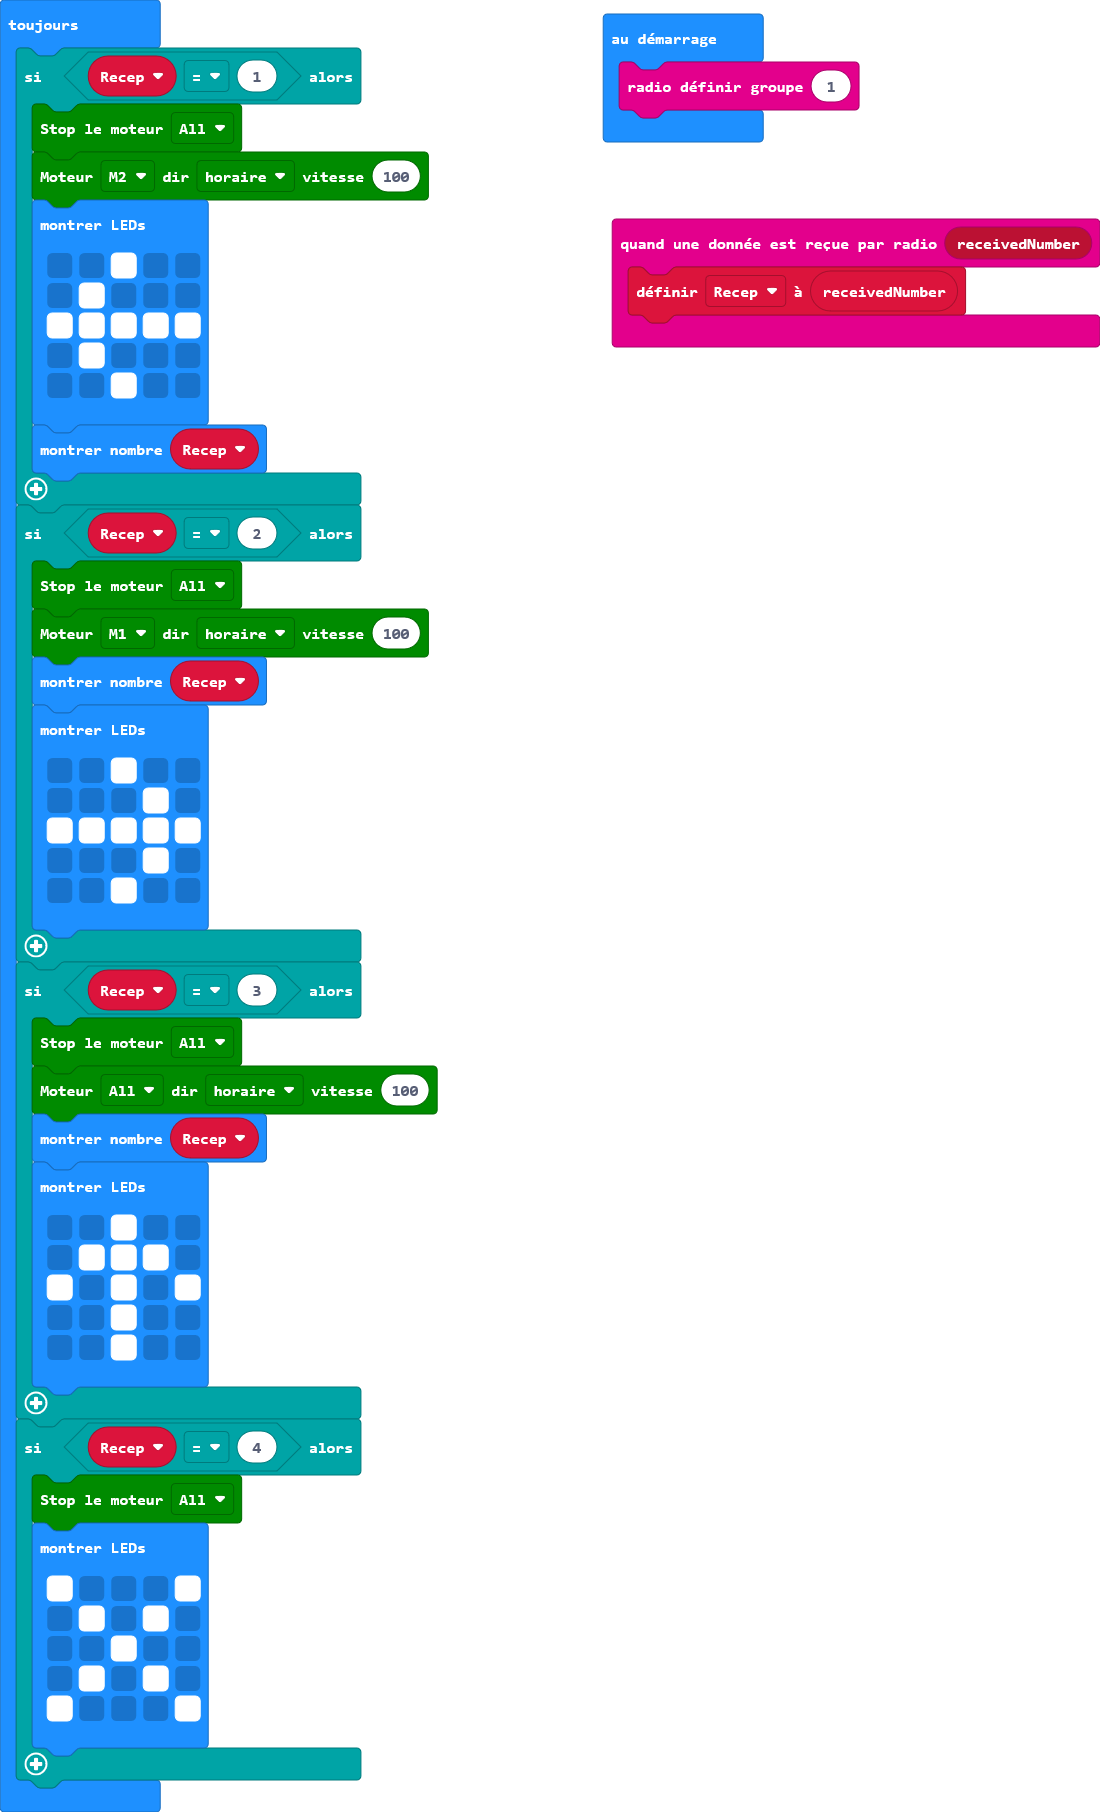 toujours
si Recep = 1 alors
Stop le moteur All
Moteur M2 dir horaire vitesse 100
montrer LEDs
montrer nombre Recep
si Recep = 2 alors
Stop le moteur All
Moteur M1 dir horaire vitesse 100
montrer nombre Recep
montrer LEDs
si Recep = 3 alors
Stop le moteur All
Moteur All dir horaire vitesse 100
montrer nombre Recep
montrer LEDs
si Recep = 4 alors
Stop le moteur All
montrer LEDs
au démarrage
radio définir groupe 1
quand une donnée est reçue par radio receivedNumber
définir Recep à receivedNumber